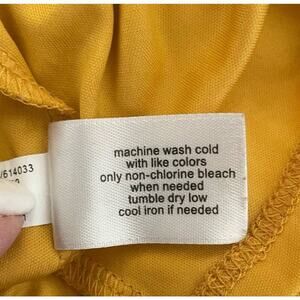 /614033
machine wash cold
with like colors
only non-chlorine bleach
when needed
tumble dry low
cool iron if needed